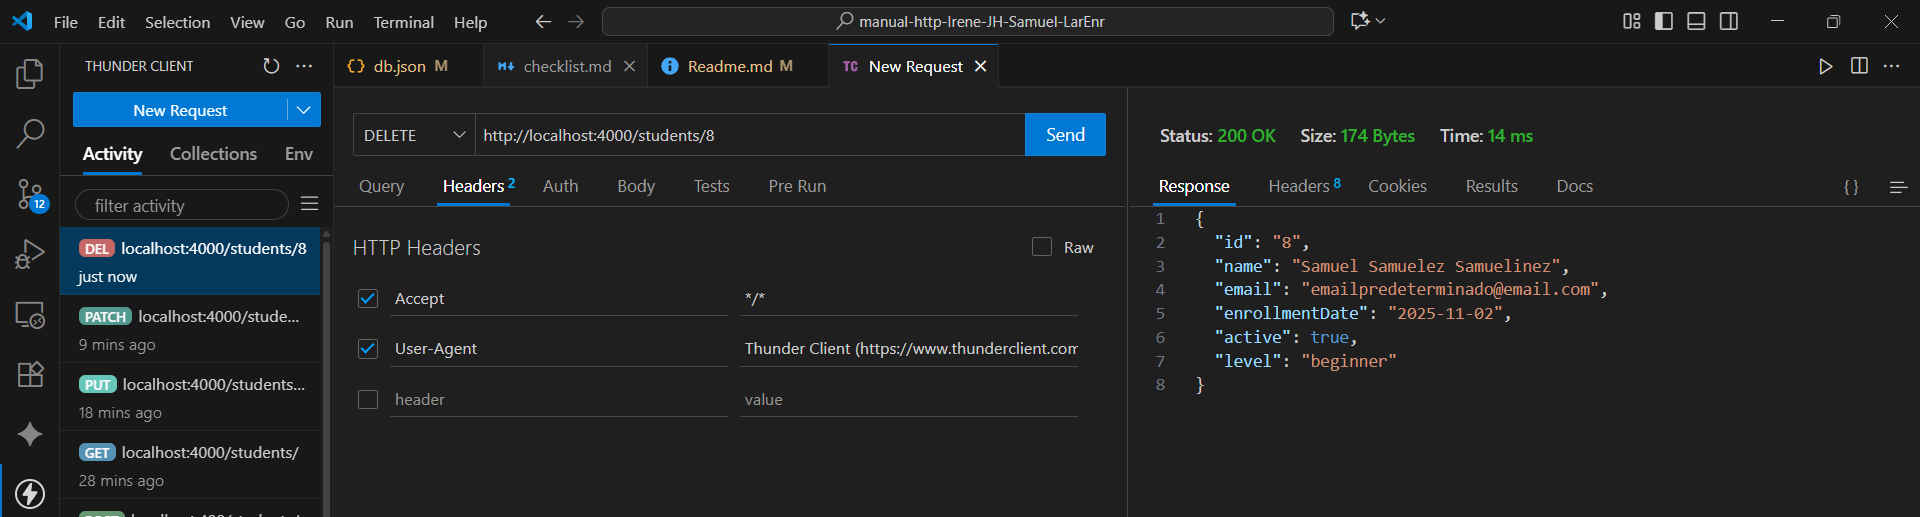 File Edit Selection View Go Run Terminal Help
manual-http-Irene-JH-Samuel-LarEnr
THUNDER CLIENT
New Request
Activity Collections Env
filter activity
DEL localhost:4000/students/8
just now
PATCH localhost:4000/stude...
9 mins ago
PUT localhost:4000/students...
18 mins ago
GET localhost:4000/students/
28 mins ago
12
{} db.json M
checklist.md
Readme.md M
TC New Request
DELETE http://localhost:4000/students/8 Send
Query Headers 2 Auth Body Tests Pre Run
HTTP Headers Raw
Accept */*
User-Agent Thunder Client (https://www.thunderclient.com
header value
Status: 200 OK Size: 174 Bytes Time: 14 ms
Response Headers 8 Cookies Results Docs {}
1 {
2 "id": "8",
3 "name": "Samuel Samuelez Samuelinez",
4 "email": "emailpredeterminado@email.com",
5 "enrollmentDate": "2025-11-02",
6 "active": true,
7 "level": "beginner"
8 }